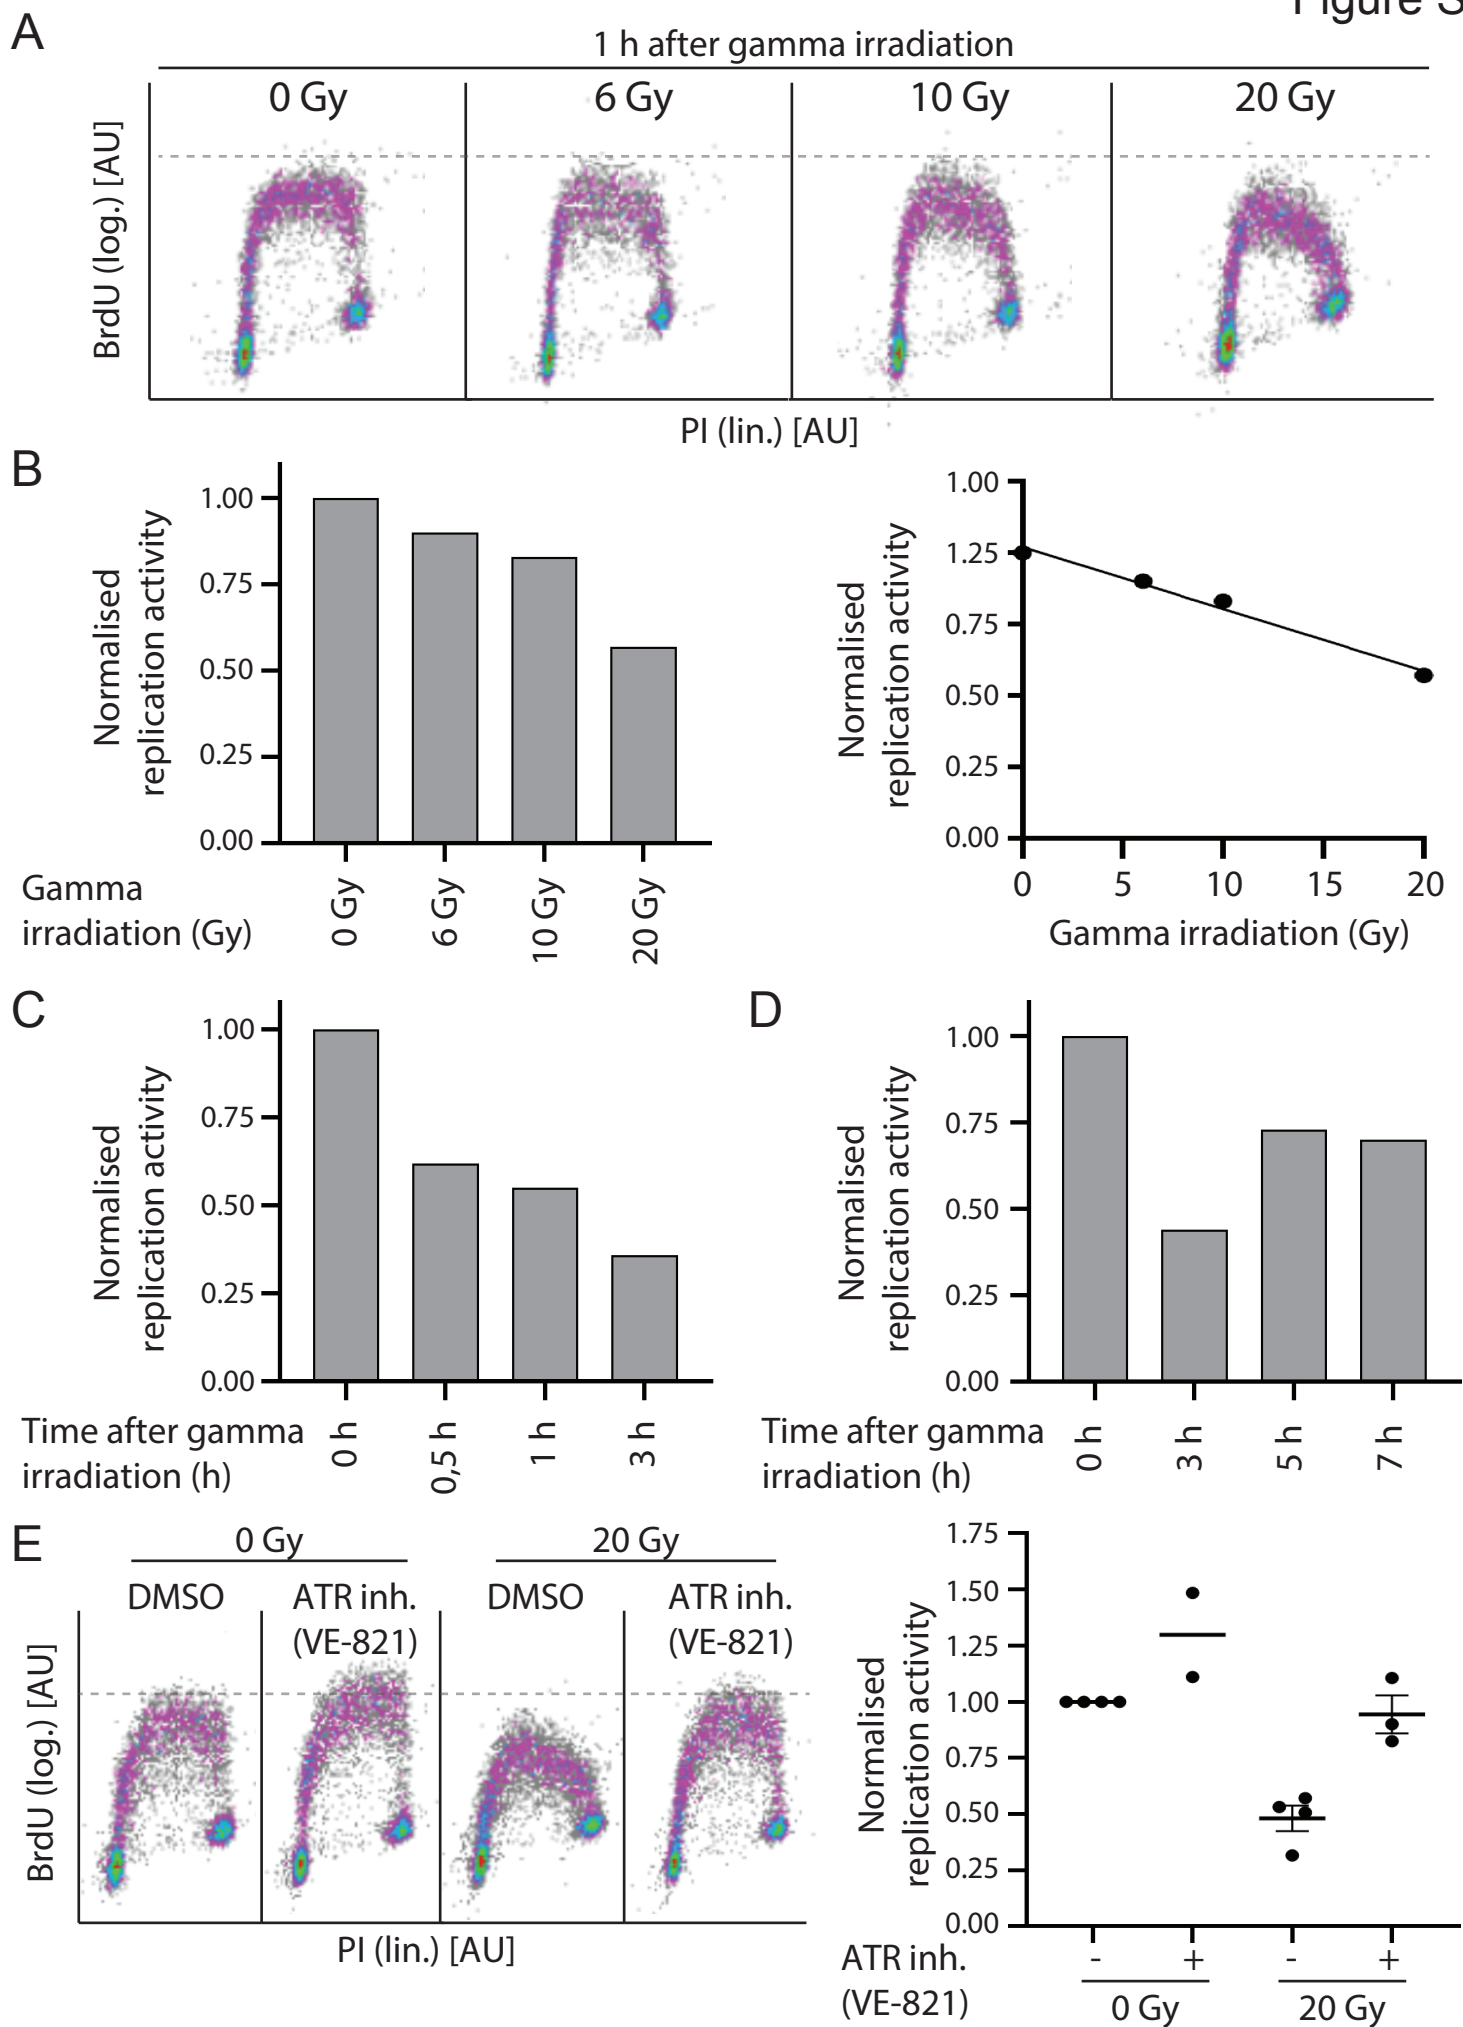 Figure S
A
1 h after gamma irradiation
0 Gy 6 Gy 10 Gy 20 Gy
BrdU (log.) [AU]
PI (lin.) [AU]
B
Normalised
replication activity
1.00
0.75
0.50
0.25
0.00
Gamma
irradiation (Gy)
0 Gy
6 Gy
10 Gy
20 Gy
Normalised
replication activity
1.00
1.25
0.75
0.50
0.25
0.00
0 5 10 15 20
Gamma irradiation (Gy)
C
Normalised
replication activity
1.00
0.75
0.50
0.25
0.00
Time after gamma
irradiation (h)
0 h
0,5 h
1 h
3 h
D
Normalised
replication activity
1.00
0.75
0.50
0.25
0.00
Time after gamma
irradiation (h)
0 h
3 h
5 h
7 h
E
0 Gy 20 Gy
DMSO ATR inh. DMSO ATR inh.
(VE-821) (VE-821)
BrdU (log.) [AU]
PI (lin.) [AU]
Normalised
replication activity
1.75
1.50
1.25
1.00
0.75
0.50
0.25
0.00
ATR inh. - + - +
(VE-821) 0 Gy 20 Gy